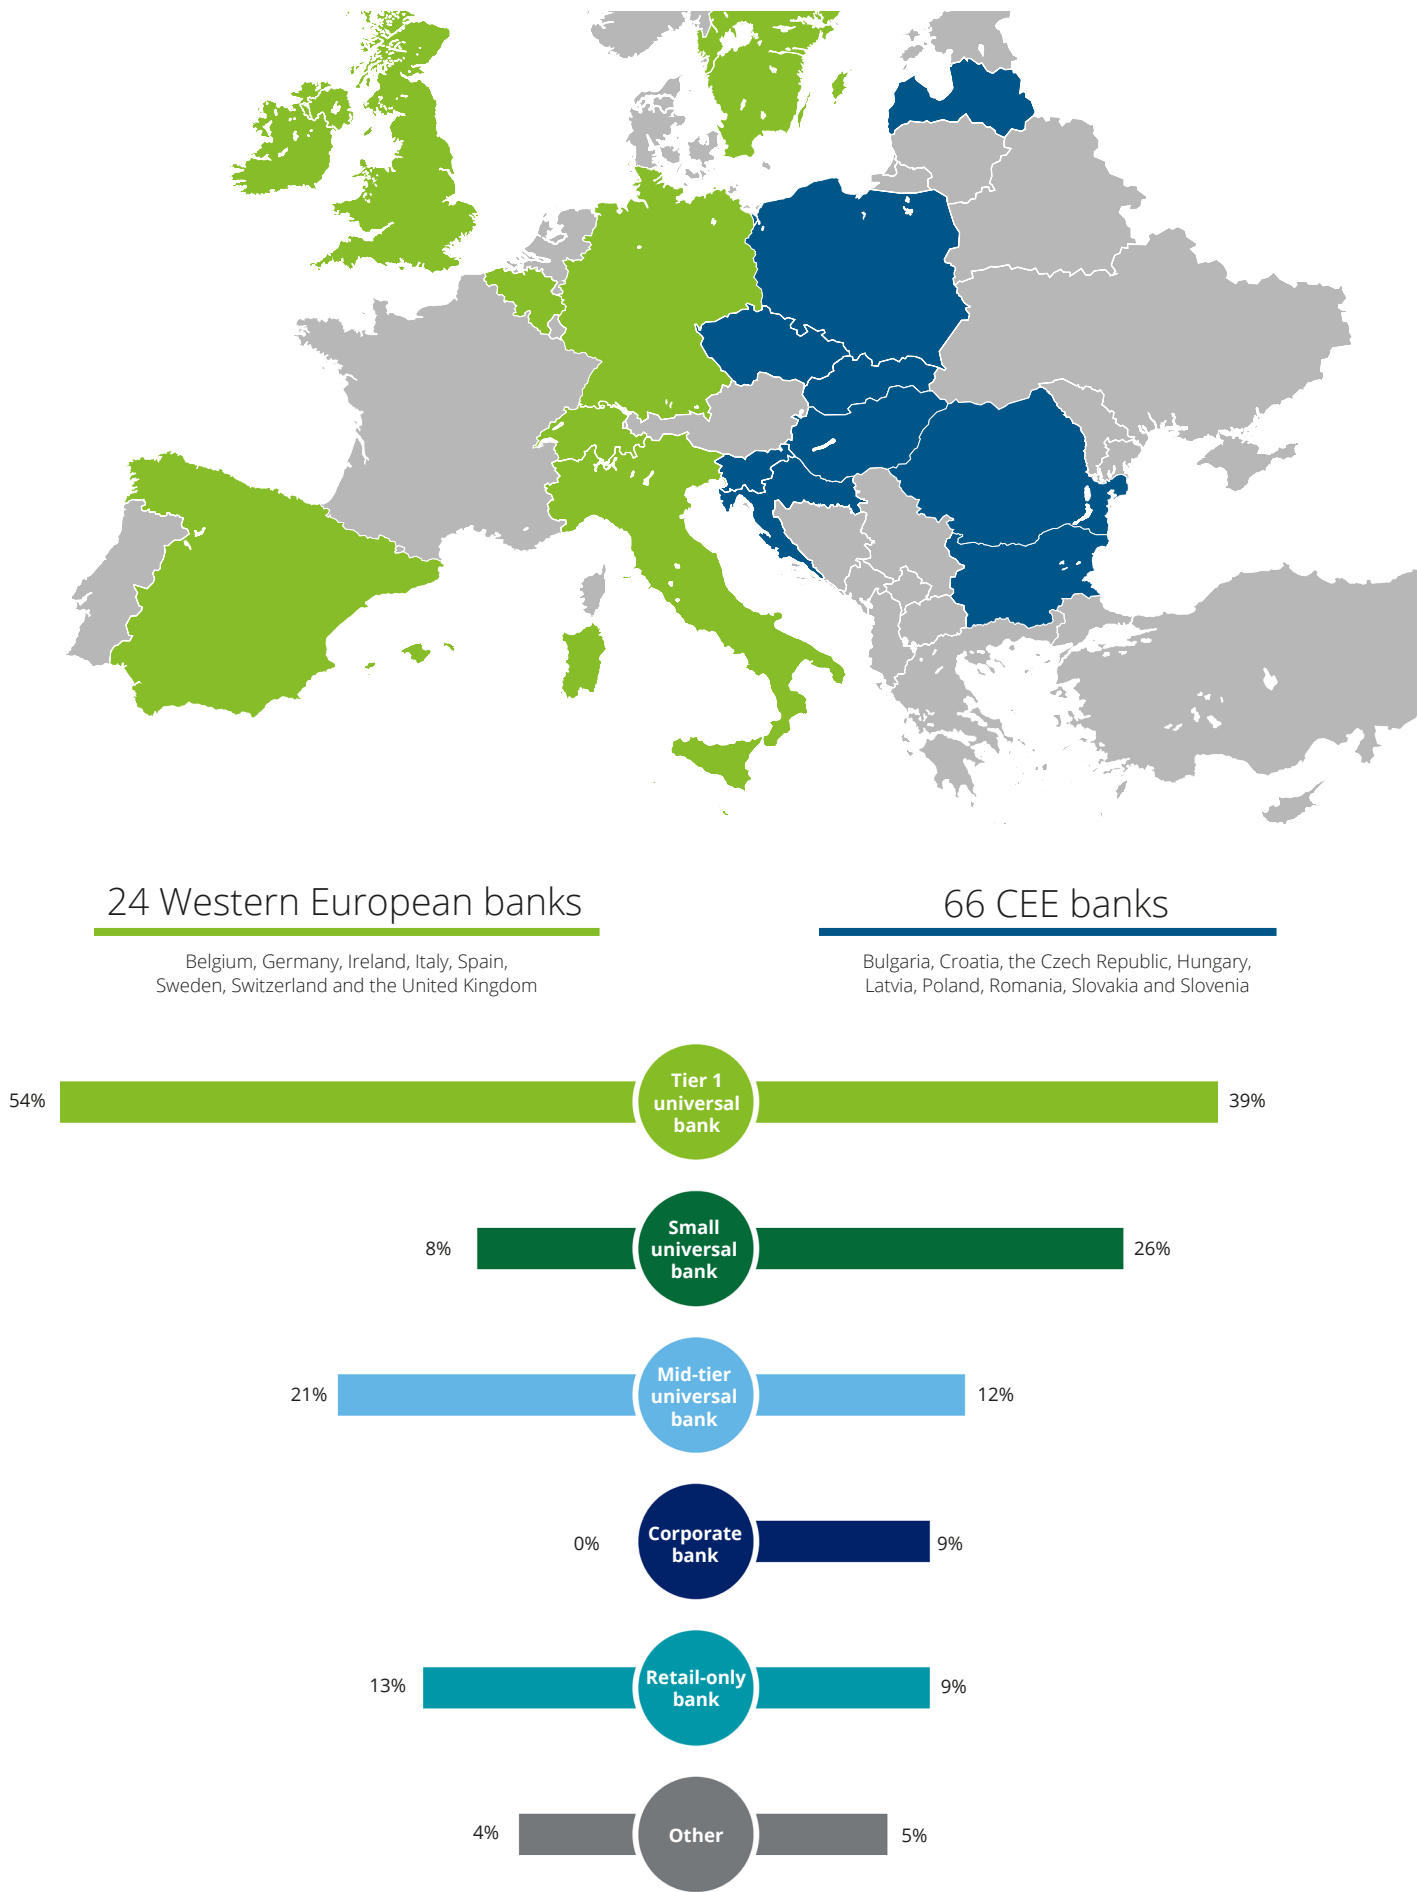 24 Western European banks
Belgium, Germany, Ireland, Italy, Spain,
Sweden, Switzerland and the United Kingdom
66 CEE banks
Bulgaria, Croatia, the Czech Republic, Hungary,
Latvia, Poland, Romania, Slovakia and Slovenia
54%
Tier 1
universal
bank
39%
8%
Small
universal
bank
26%
21%
Mid-tier
universal
bank
12%
0%
Corporate
bank
9%
13%
Retail-only
bank
9%
4%
Other
5%